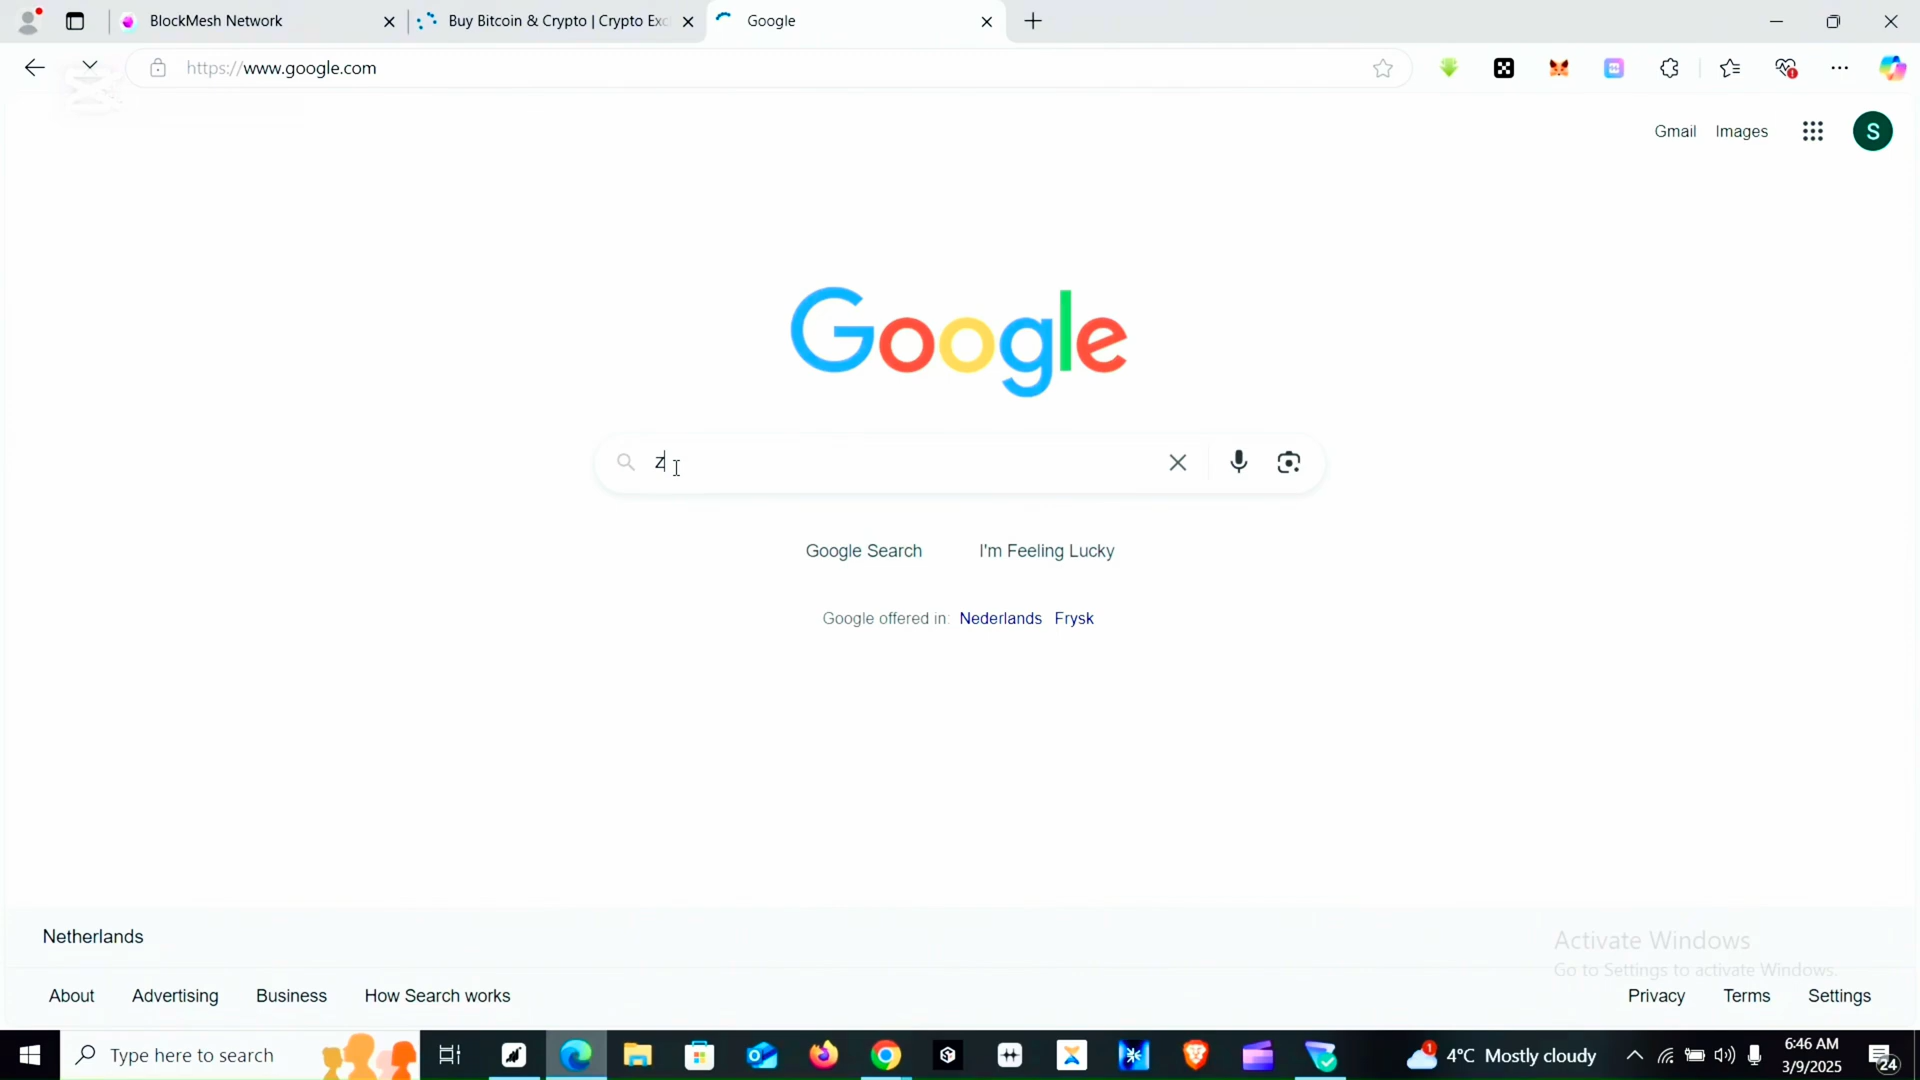 BlockMesh Network
Buy Bitcoin & Crypto | Crypto Exc
Google
https://www.google.com
Gmail Images S
Google
z
Google Search I'm Feeling Lucky
Google offered in: Nederlands Frysk
Netherlands
Activate Windows
Go to Settings to activate Windows.
About Advertising Business How Search works
Privacy Terms Settings
Type here to search
1 4°C Mostly cloudy
6:46 AM
3/9/2025
24